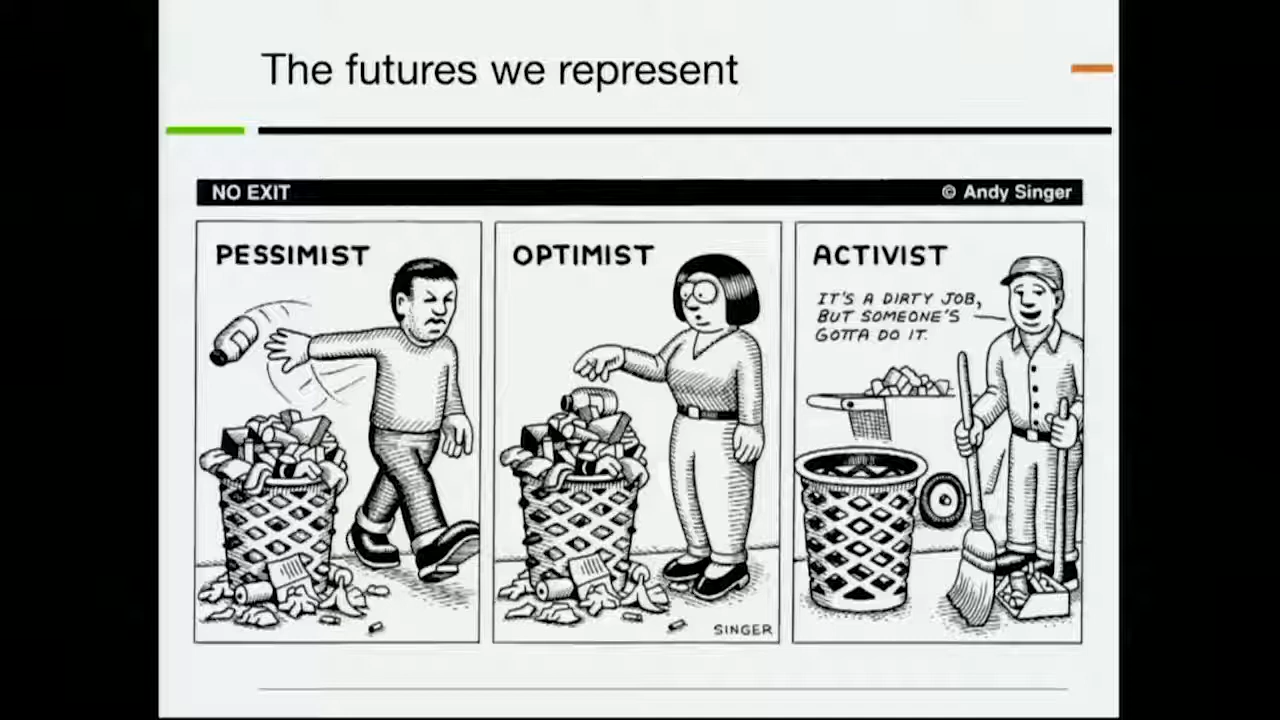 The futures we represent
NO EXIT
© Andy Singer
PESSIMIST
OPTIMIST
ACTIVIST
IT'S A DIRTY JOB,
BUT SOMEONE'S
GOTTA DO IT.
SINGER